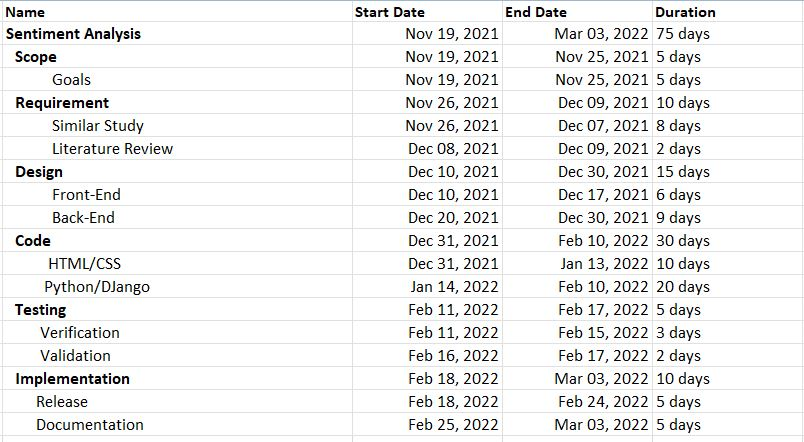 Name Start Date End Date Duration
Sentiment Analysis Nov 19, 2021 Mar 03, 2022 75 days
Scope Nov 19, 2021 Nov 25, 2021 5 days
Goals Nov 19, 2021 Nov 25, 2021 5 days
Requirement Nov 26, 2021 Dec 09, 2021 10 days
Similar Study Nov 26, 2021 Dec 07, 2021 8 days
Literature Review Dec 08, 2021 Dec 09, 2021 2 days
Design Dec 10, 2021 Dec 30, 2021 15 days
Front-End Dec 10, 2021 Dec 17, 2021 6 days
Back-End Dec 20, 2021 Dec 30, 2021 9 days
Code Dec 31, 2021 Feb 10, 2022 30 days
HTML/CSS Dec 31, 2021 Jan 13, 2022 10 days
Python/DJango Jan 14, 2022 Feb 10, 2022 20 days
Testing Feb 11, 2022 Feb 17, 2022 5 days
Verification Feb 11, 2022 Feb 15, 2022 3 days
Validation Feb 16, 2022 Feb 17, 2022 2 days
Implementation Feb 18, 2022 Mar 03, 2022 10 days
Release Feb 18, 2022 Feb 24, 2022 5 days
Documentation Feb 25, 2022 Mar 03, 2022 5 days